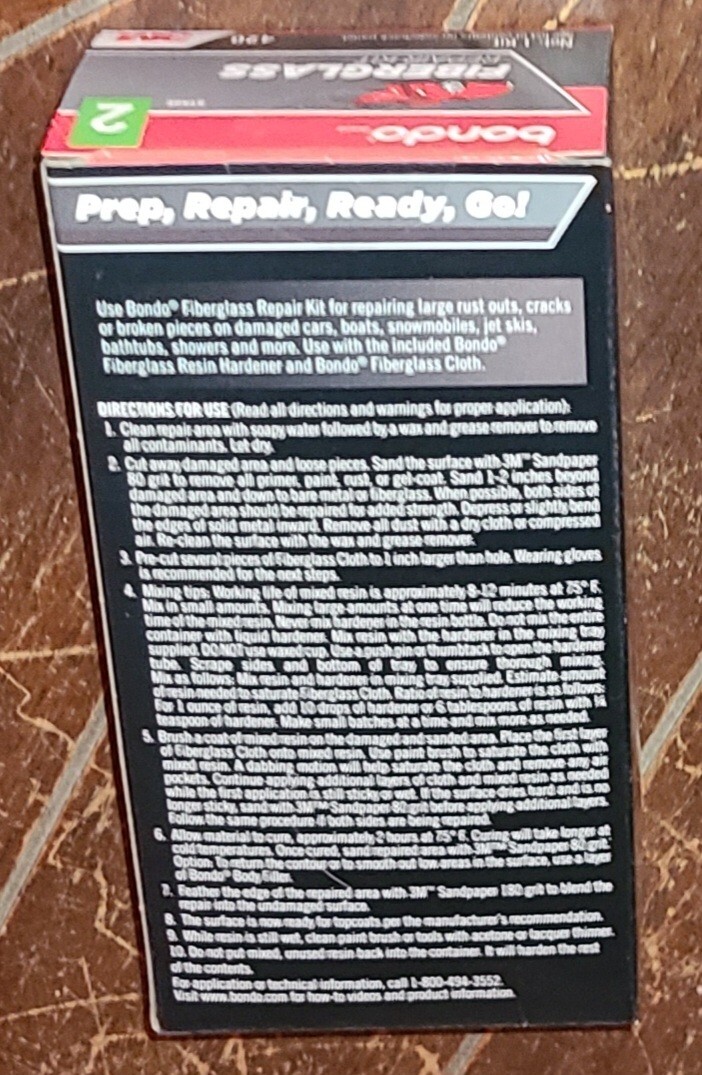 Net: 1 Kit
420
3M
FIBERGLASS
2
bondo
Prep, Repair, Ready, Go!
Use Bondo® Fiberglass Repair Kit for repairing large rust outs, cracks
or broken pieces on damaged cars, boats, snowmobiles, jet skis,
bathtubs, showers and more. Use with the included Bondo®
Fiberglass Resin Hardener and Bondo® Fiberglass Cloth.
DIRECTIONS FOR USE (Read all directions and warnings for proper application):
1. Clean repair area with soapy water followed by a wax and grease remover to remove
all contaminants. Let dry.
2. Cut away damaged area and loose pieces. Sand the surface with 3M™ Sandpaper
80 grit to remove all primer, paint, rust, or gel-coat. Sand 1-2 inches beyond
damaged area and down to bare metal or fiberglass. When possible, both sides of
the damaged area should be repaired for added strength. Depress or slightly bend
the edges of solid metal inward. Remove all dust with a dry cloth or compressed
air. Re-clean the surface with the wax and grease remover.
3. Pre-cut several pieces of Fiberglass Cloth to 1 inch larger than hole. Wearing gloves
is recommended for the next steps.
4. Mixing tips: Working life of mixed resin is approximately 8-12 minutes at 75° F.
Mix in small amounts. Mixing large amounts at one time will reduce the working
time of the mixed resin. Never mix hardener in the resin bottle. Do not mix the entire
container with liquid hardener. Mix resin with the hardener in the mixing tray
supplied. DO NOT use waxed cup. Use a push pin or thumbtack to open the hardener
tube. Scrape sides and bottom of tray to ensure thorough mixing.
Mix as follows: Mix resin and hardener in mixing tray supplied. Estimate amount
of resin needed to saturate Fiberglass Cloth. Ratio of resin to hardener is as follows:
For 1 ounce of resin, add 10 drops of hardener or 6 tablespoons of resin with ¼
teaspoon of hardener. Make small batches at a time and mix more as needed.
5. Brush a coat of mixed resin on the damaged and sanded area. Place the first layer
of Fiberglass Cloth onto mixed resin. Use paint brush to saturate the cloth with
mixed resin. A dabbing motion will help saturate the cloth and remove any air
pockets. Continue applying additional layers of cloth and mixed resin as needed
while the first application is still sticky or wet. If the surface dries hard and is no
longer sticky, sand with 3M™ Sandpaper 80 grit before applying additional layers.
Follow the same procedure if both sides are being repaired.
6. Allow material to cure, approximately 2 hours at 75° F. Curing will take longer at
cold temperatures. Once cured, sand repaired area with 3M™ Sandpaper 80 grit.
Option: To return the contour or to smooth out low areas in the surface, use a layer
of Bondo® Body Filler.
7. Feather the edge of the repaired area with 3M™ Sandpaper 180 grit to blend the
repair into the undamaged surface.
8. The surface is now ready for topcoats per the manufacturer's recommendation.
9. While resin is still wet, clean paint brush or tools with acetone or lacquer thinner.
10. Do not put mixed, unused resin back into the container. It will harden the rest
of the contents.
For application or technical information, call 1-800-494-3552.
Visit www.bondo.com for how-to videos and product information.